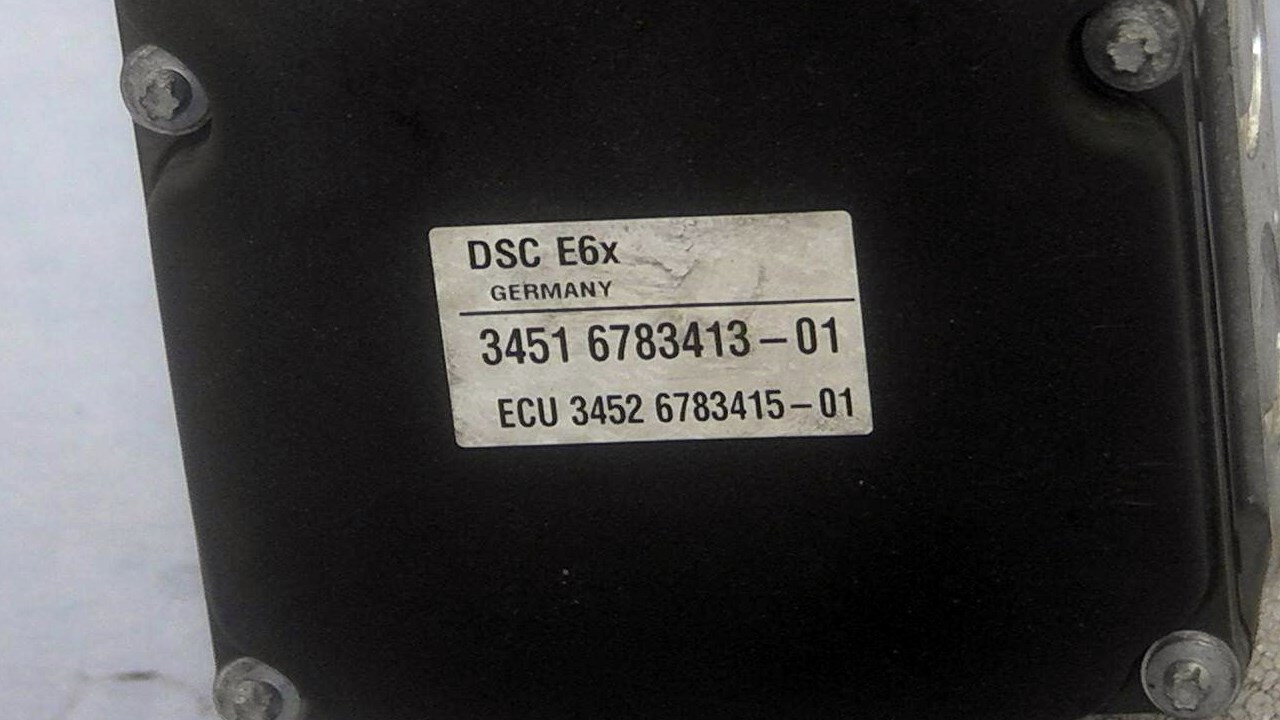 DSC E6x
GERMANY
3451 6783413-01
ECU 3452 6783415-01